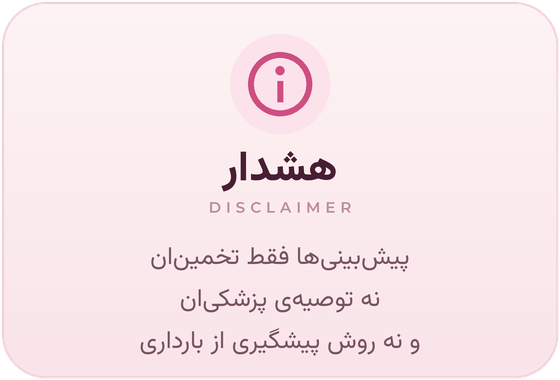 هشدار
DISCLAIMER
پیش‌بینی‌ها فقط تخمین‌ان
نه توصیه‌ی پزشکی‌ان
و نه روش پیشگیری از بارداری